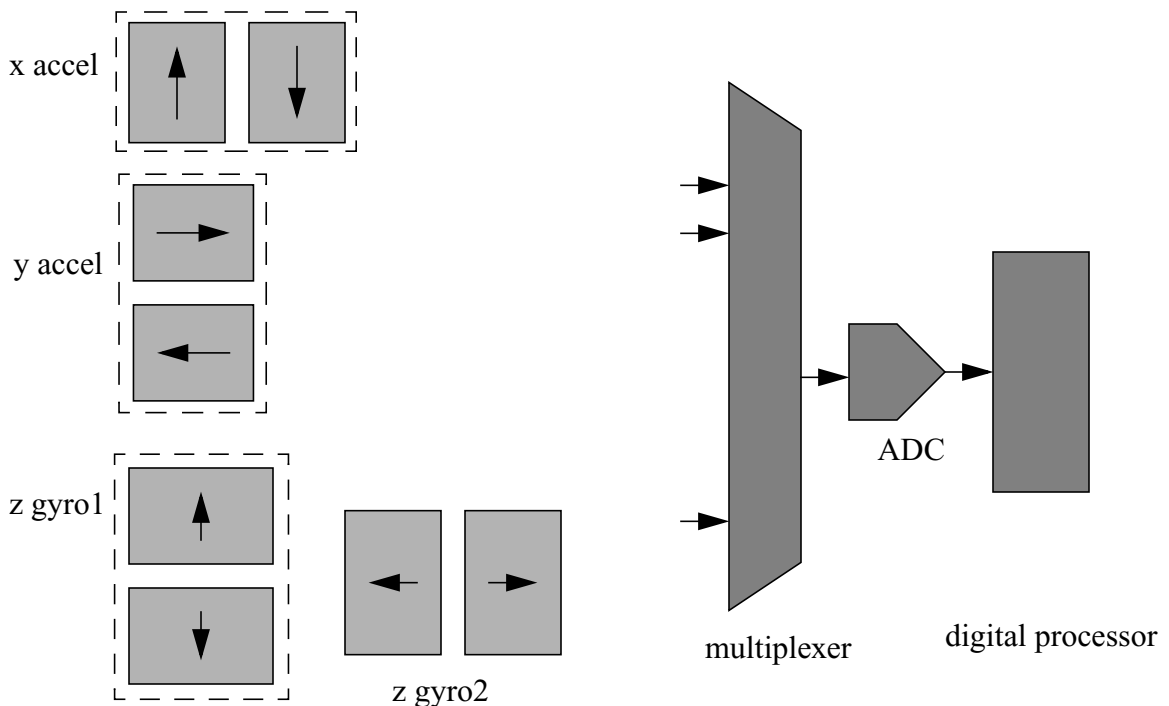 x accel
y accel
z gyro1
z gyro2
multiplexer
ADC
digital processor